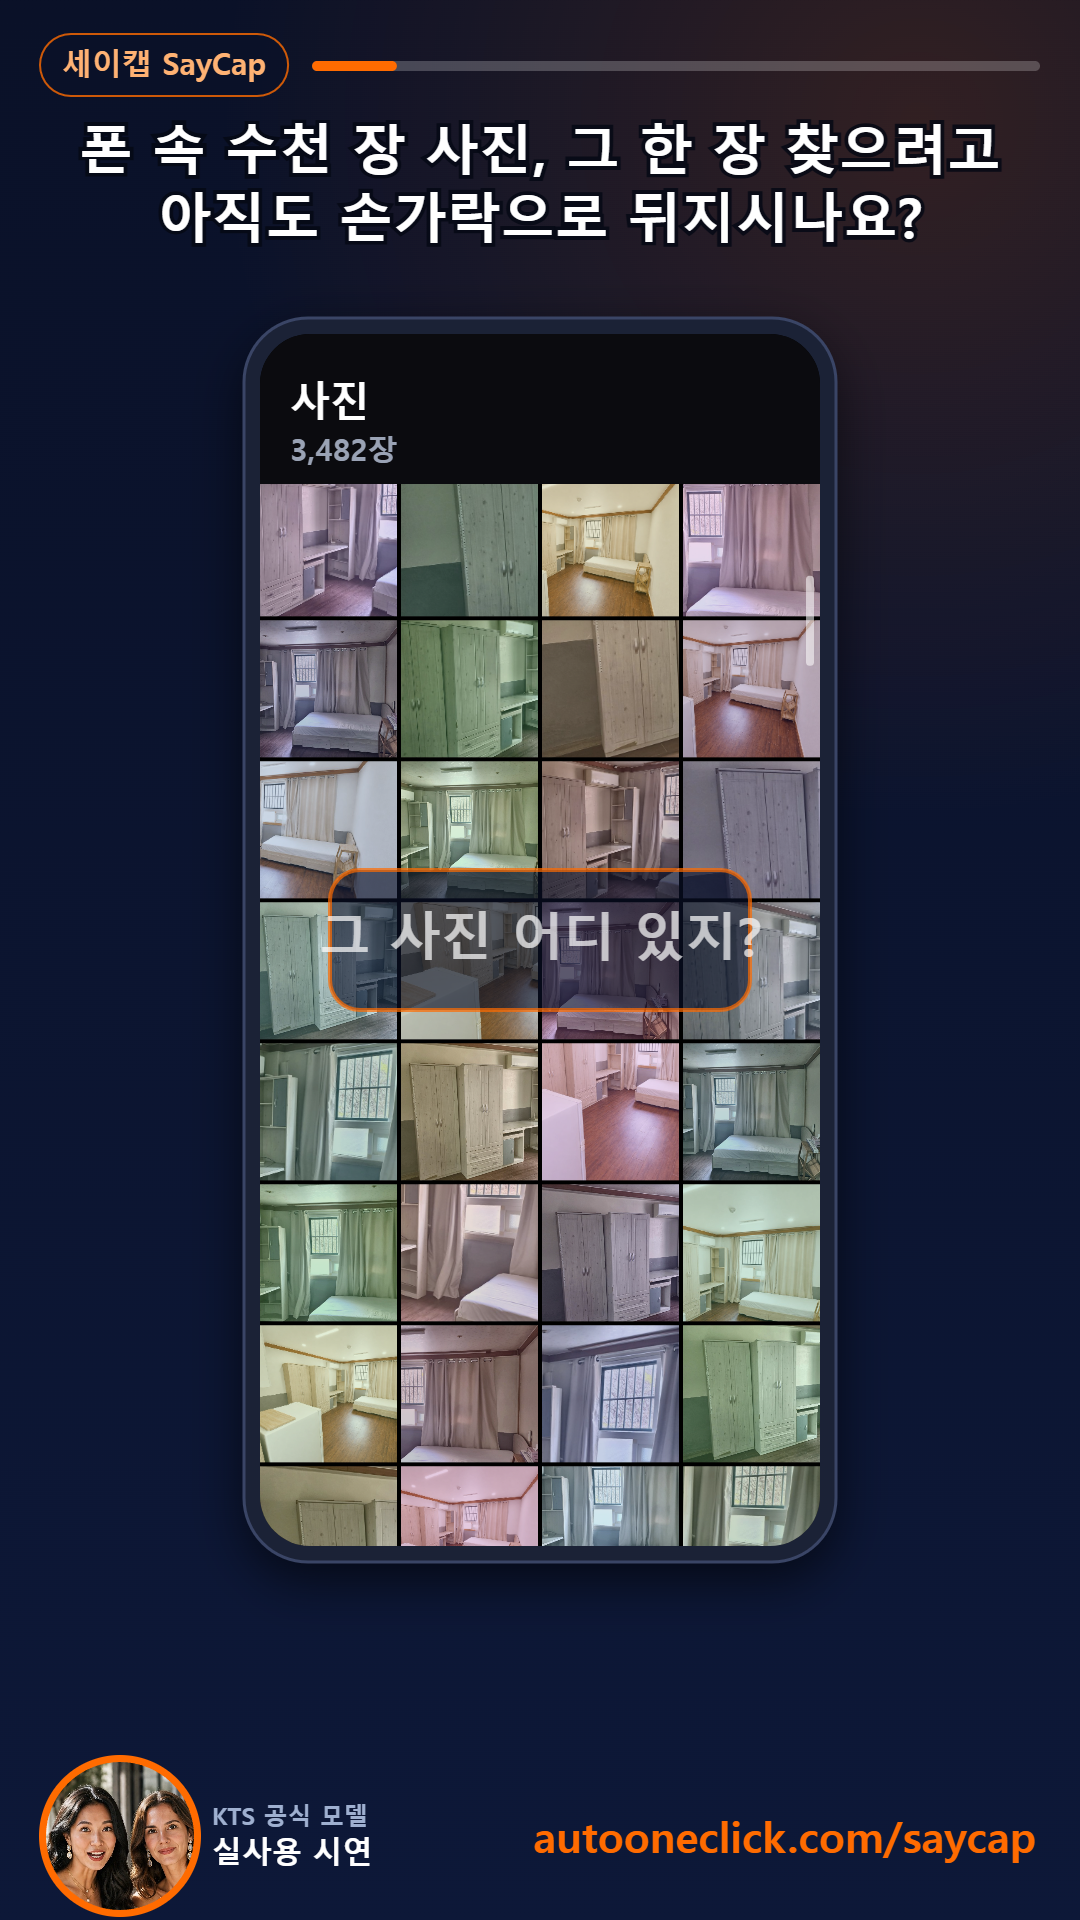 세이캡 SayCap
폰 속 수천 장 사진, 그 한 장 찾으려고
아직도 손가락으로 뒤지시나요?
사진
3,482장
그 사진 어디 있지?
KTS 공식 모델
실사용 시연
autooneclick.com/saycap